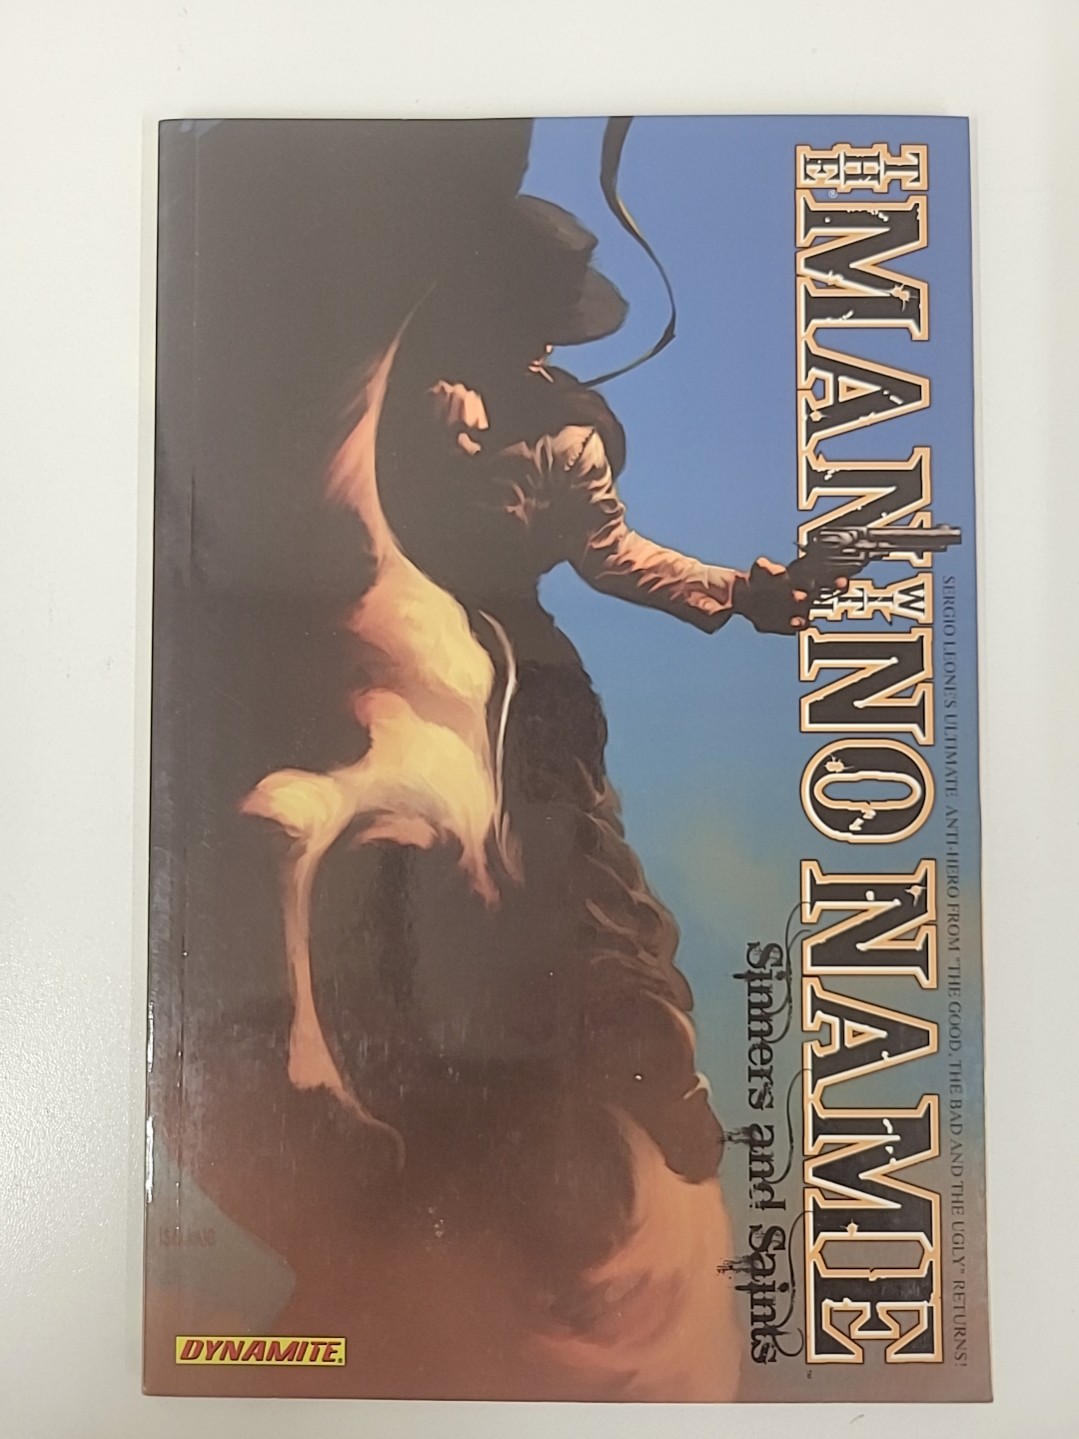 SERGIO LEONE'S ULTIMATE ANTI-HERO FROM "THE GOOD, THE BAD AND THE UGLY" RETURNS!
THE MAN WITH NO NAME
Sinners and Saints
DYNAMITE